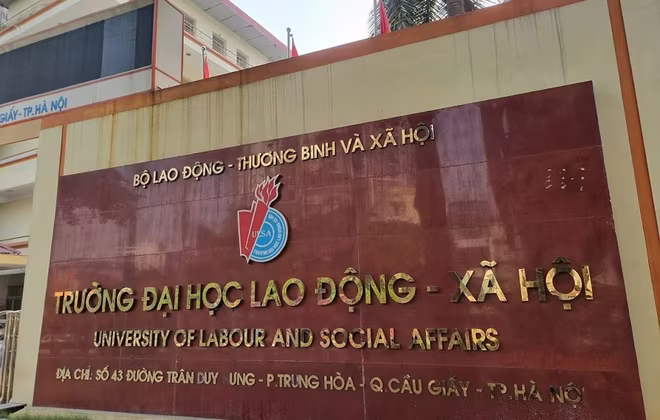 GIẤY-TP.HÀ NỘI
BỘ LAO ĐỘNG - THƯƠNG BINH VÀ XÃ HỘI
ULSA
TRƯỜNG ĐẠI HỌC LAO ĐỘNG - XÃ HỘI
UNIVERSITY OF LABOUR AND SOCIAL AFFAIRS
ĐỊA CHỈ: SỐ 43 ĐƯỜNG TRẦN DUY HƯNG - P.TRUNG HÒA - Q.CẦU GIẤY - TP.HÀ NỘI